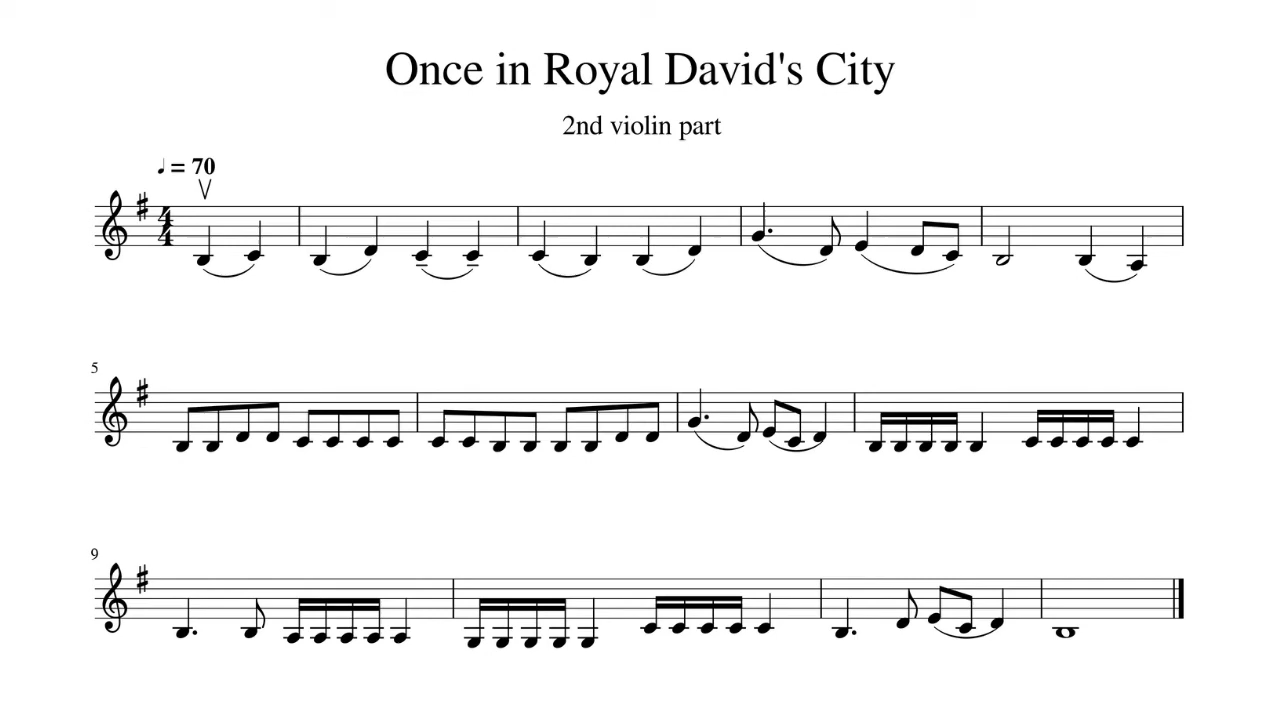 Once in Royal David's City
2nd violin part
♩ = 70
4
4
5
9